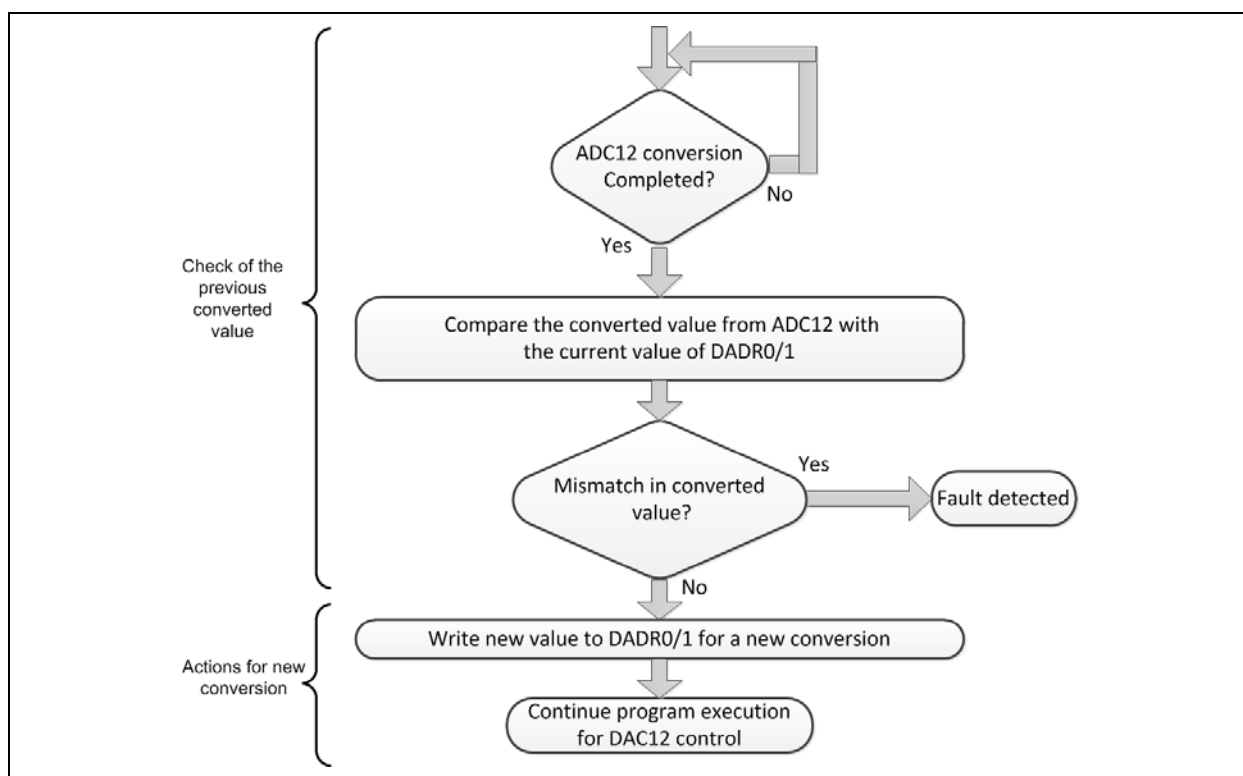 ADC12 conversion
Completed?
No
Yes
Check of the
previous
converted
value
Compare the converted value from ADC12 with
the current value of DADR0/1
Mismatch in converted
value?
Yes
Fault detected
No
Write new value to DADR0/1 for a new conversion
Actions for new
conversion
Continue program execution
for DAC12 control